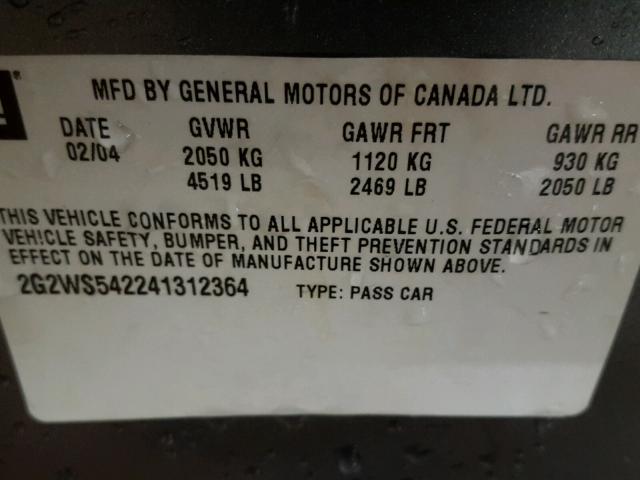 MFD BY GENERAL MOTORS OF CANADA LTD.
DATE GVWR GAWR FRT GAWR RR
02/04 2050 KG 1120 KG 930 KG
4519 LB 2469 LB 2050 LB
THIS VEHICLE CONFORMS TO ALL APPLICABLE U.S. FEDERAL MOTOR
VEHICLE SAFETY, BUMPER, AND THEFT PREVENTION STANDARDS IN
EFFECT ON THE DATE OF MANUFACTURE SHOWN ABOVE.
2G2WS542241312364 TYPE: PASS CAR